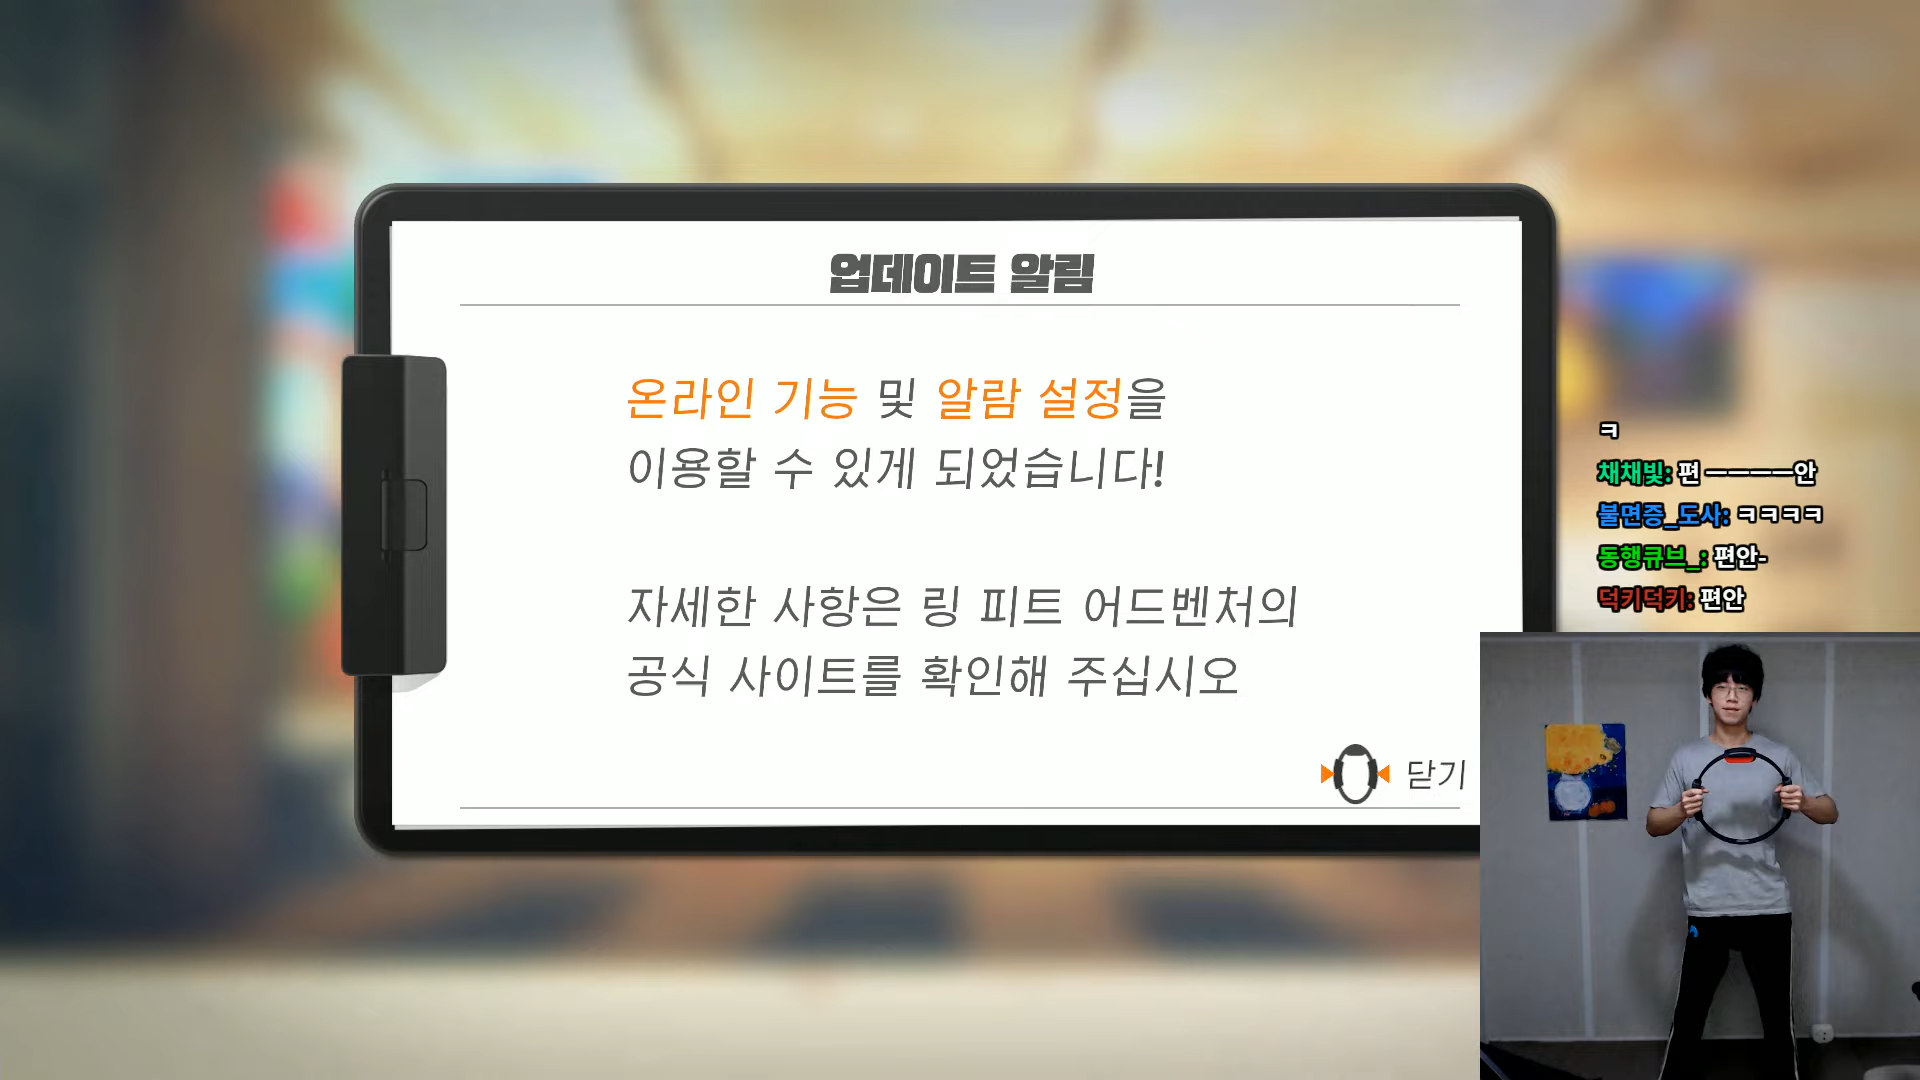 업데이트 알림
온라인 기능 및 알람 설정을
이용할 수 있게 되었습니다!
자세한 사항은 링 피트 어드벤처의
공식 사이트를 확인해 주십시오
닫기
ㅋ
채채빛: 편 ㅡㅡㅡㅡ안
불면증_도사: ㅋㅋㅋㅋ
동행큐브_: 편안-
덕키덕키: 편안